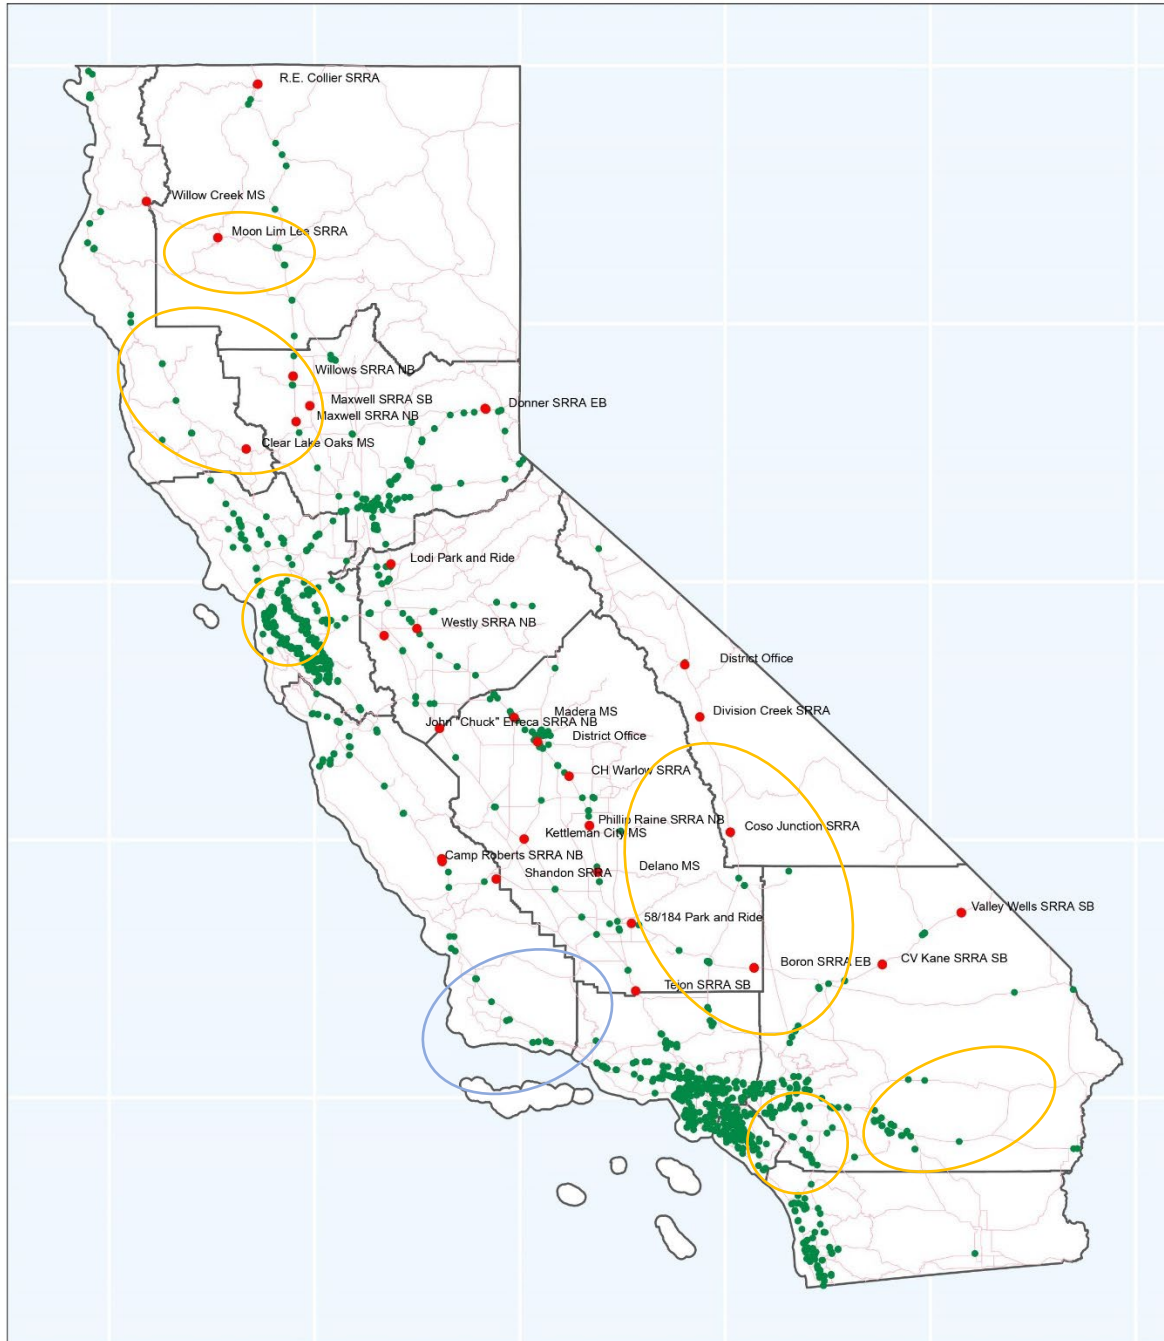 R.E. Collier SRRA
Willow Creek MS
Moon Lim Lee SRRA
Willows SRRA NB
Maxwell SRRA SB
Donner SRRA EB
Maxwell SRRA NB
Clear Lake Oaks MS
Lodi Park and Ride
Westly SRRA NB
District Office
Division Creek SRRA
Madera MS
John "Chuck" Erreca SRRA NB
District Office
CH Warlow SRRA
Phillip Raine SRRA NB
Kettleman City MS
Coso Junction SRRA
Camp Roberts SRRA NB
Delano MS
Shandon SRRA
Valley Wells SRRA SB
58/184 Park and Ride
CV Kane SRRA SB
Boron SRRA EB
Tejon SRRA SB